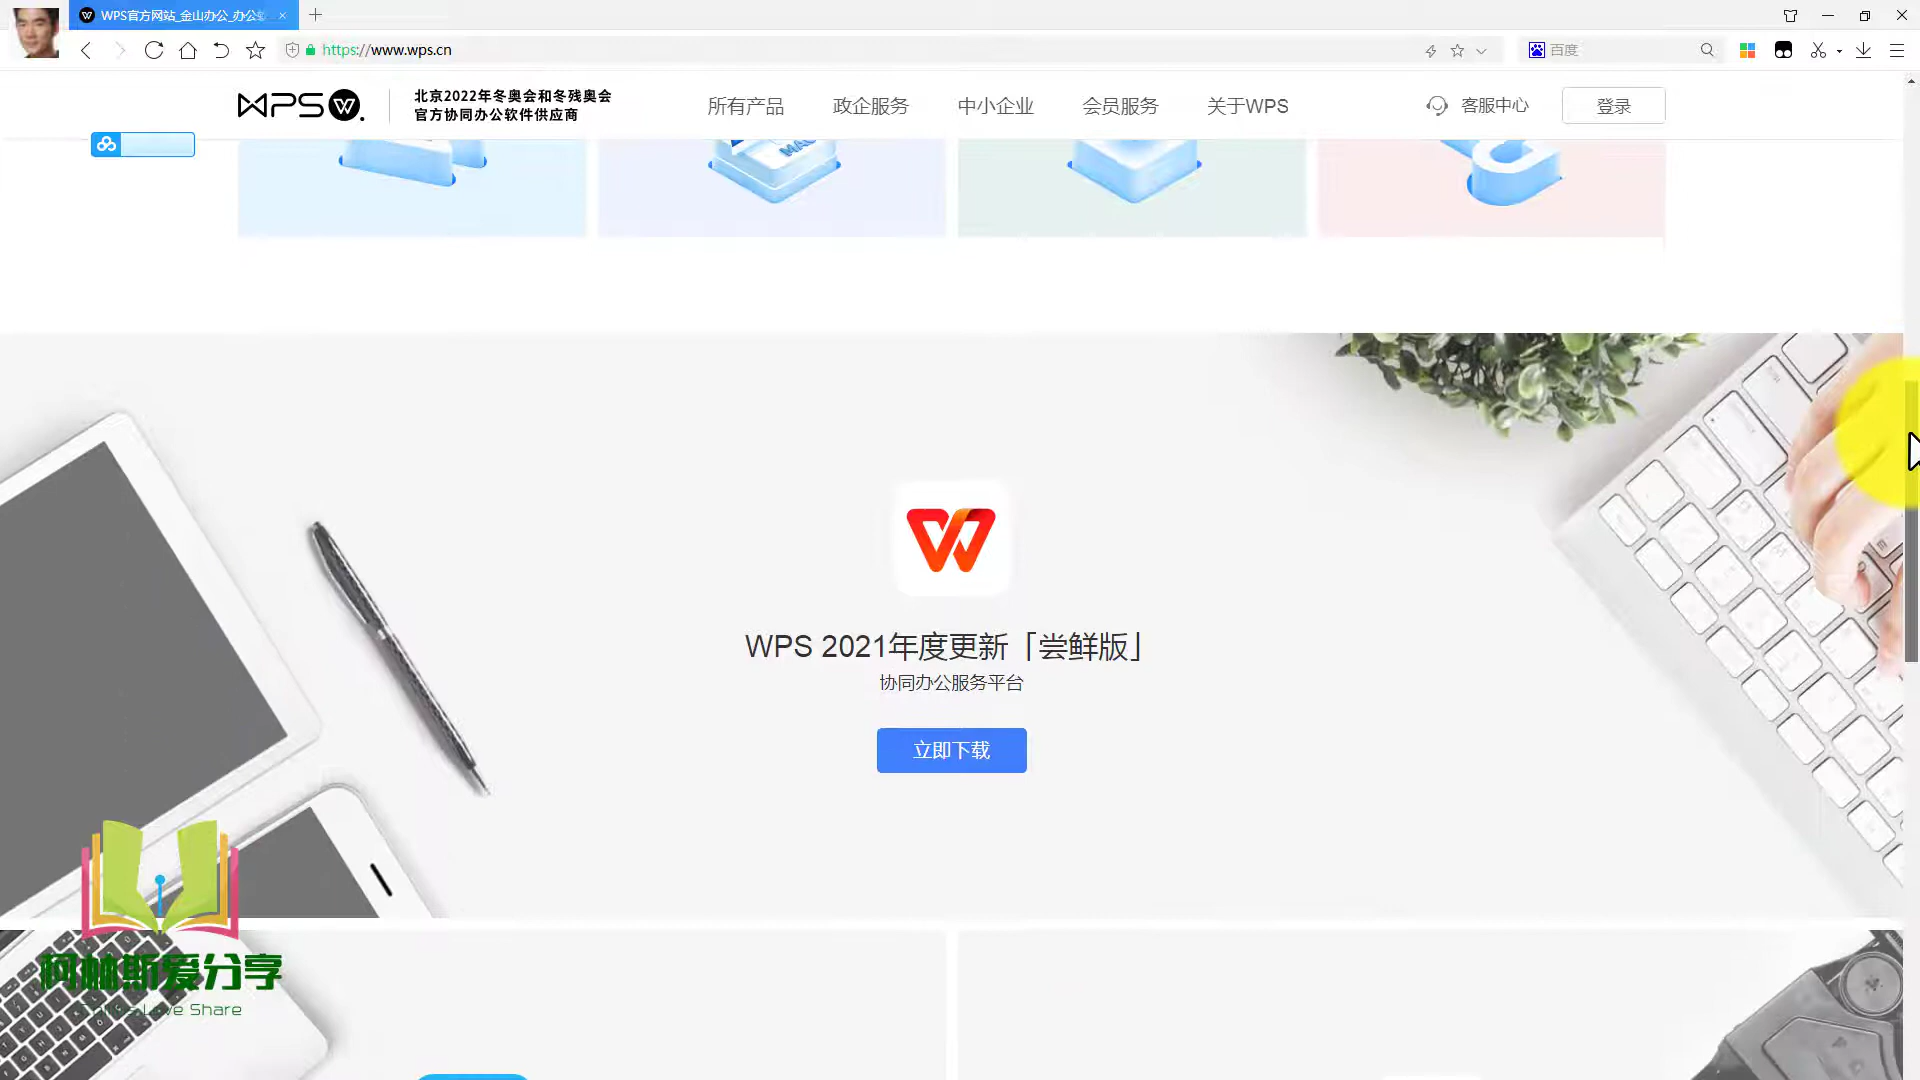 WPS官方网站_金山办公_办公软
https://www.wps.cn
百度
WPS W.
北京2022年冬奥会和冬残奥会
官方协同办公软件供应商
所有产品
政企服务
中小企业
会员服务
关于WPS
客服中心
登录
MAC
WPS 2021年度更新「尝鲜版」
协同办公服务平台
立即下载
柯林斯爱分享
Love Share